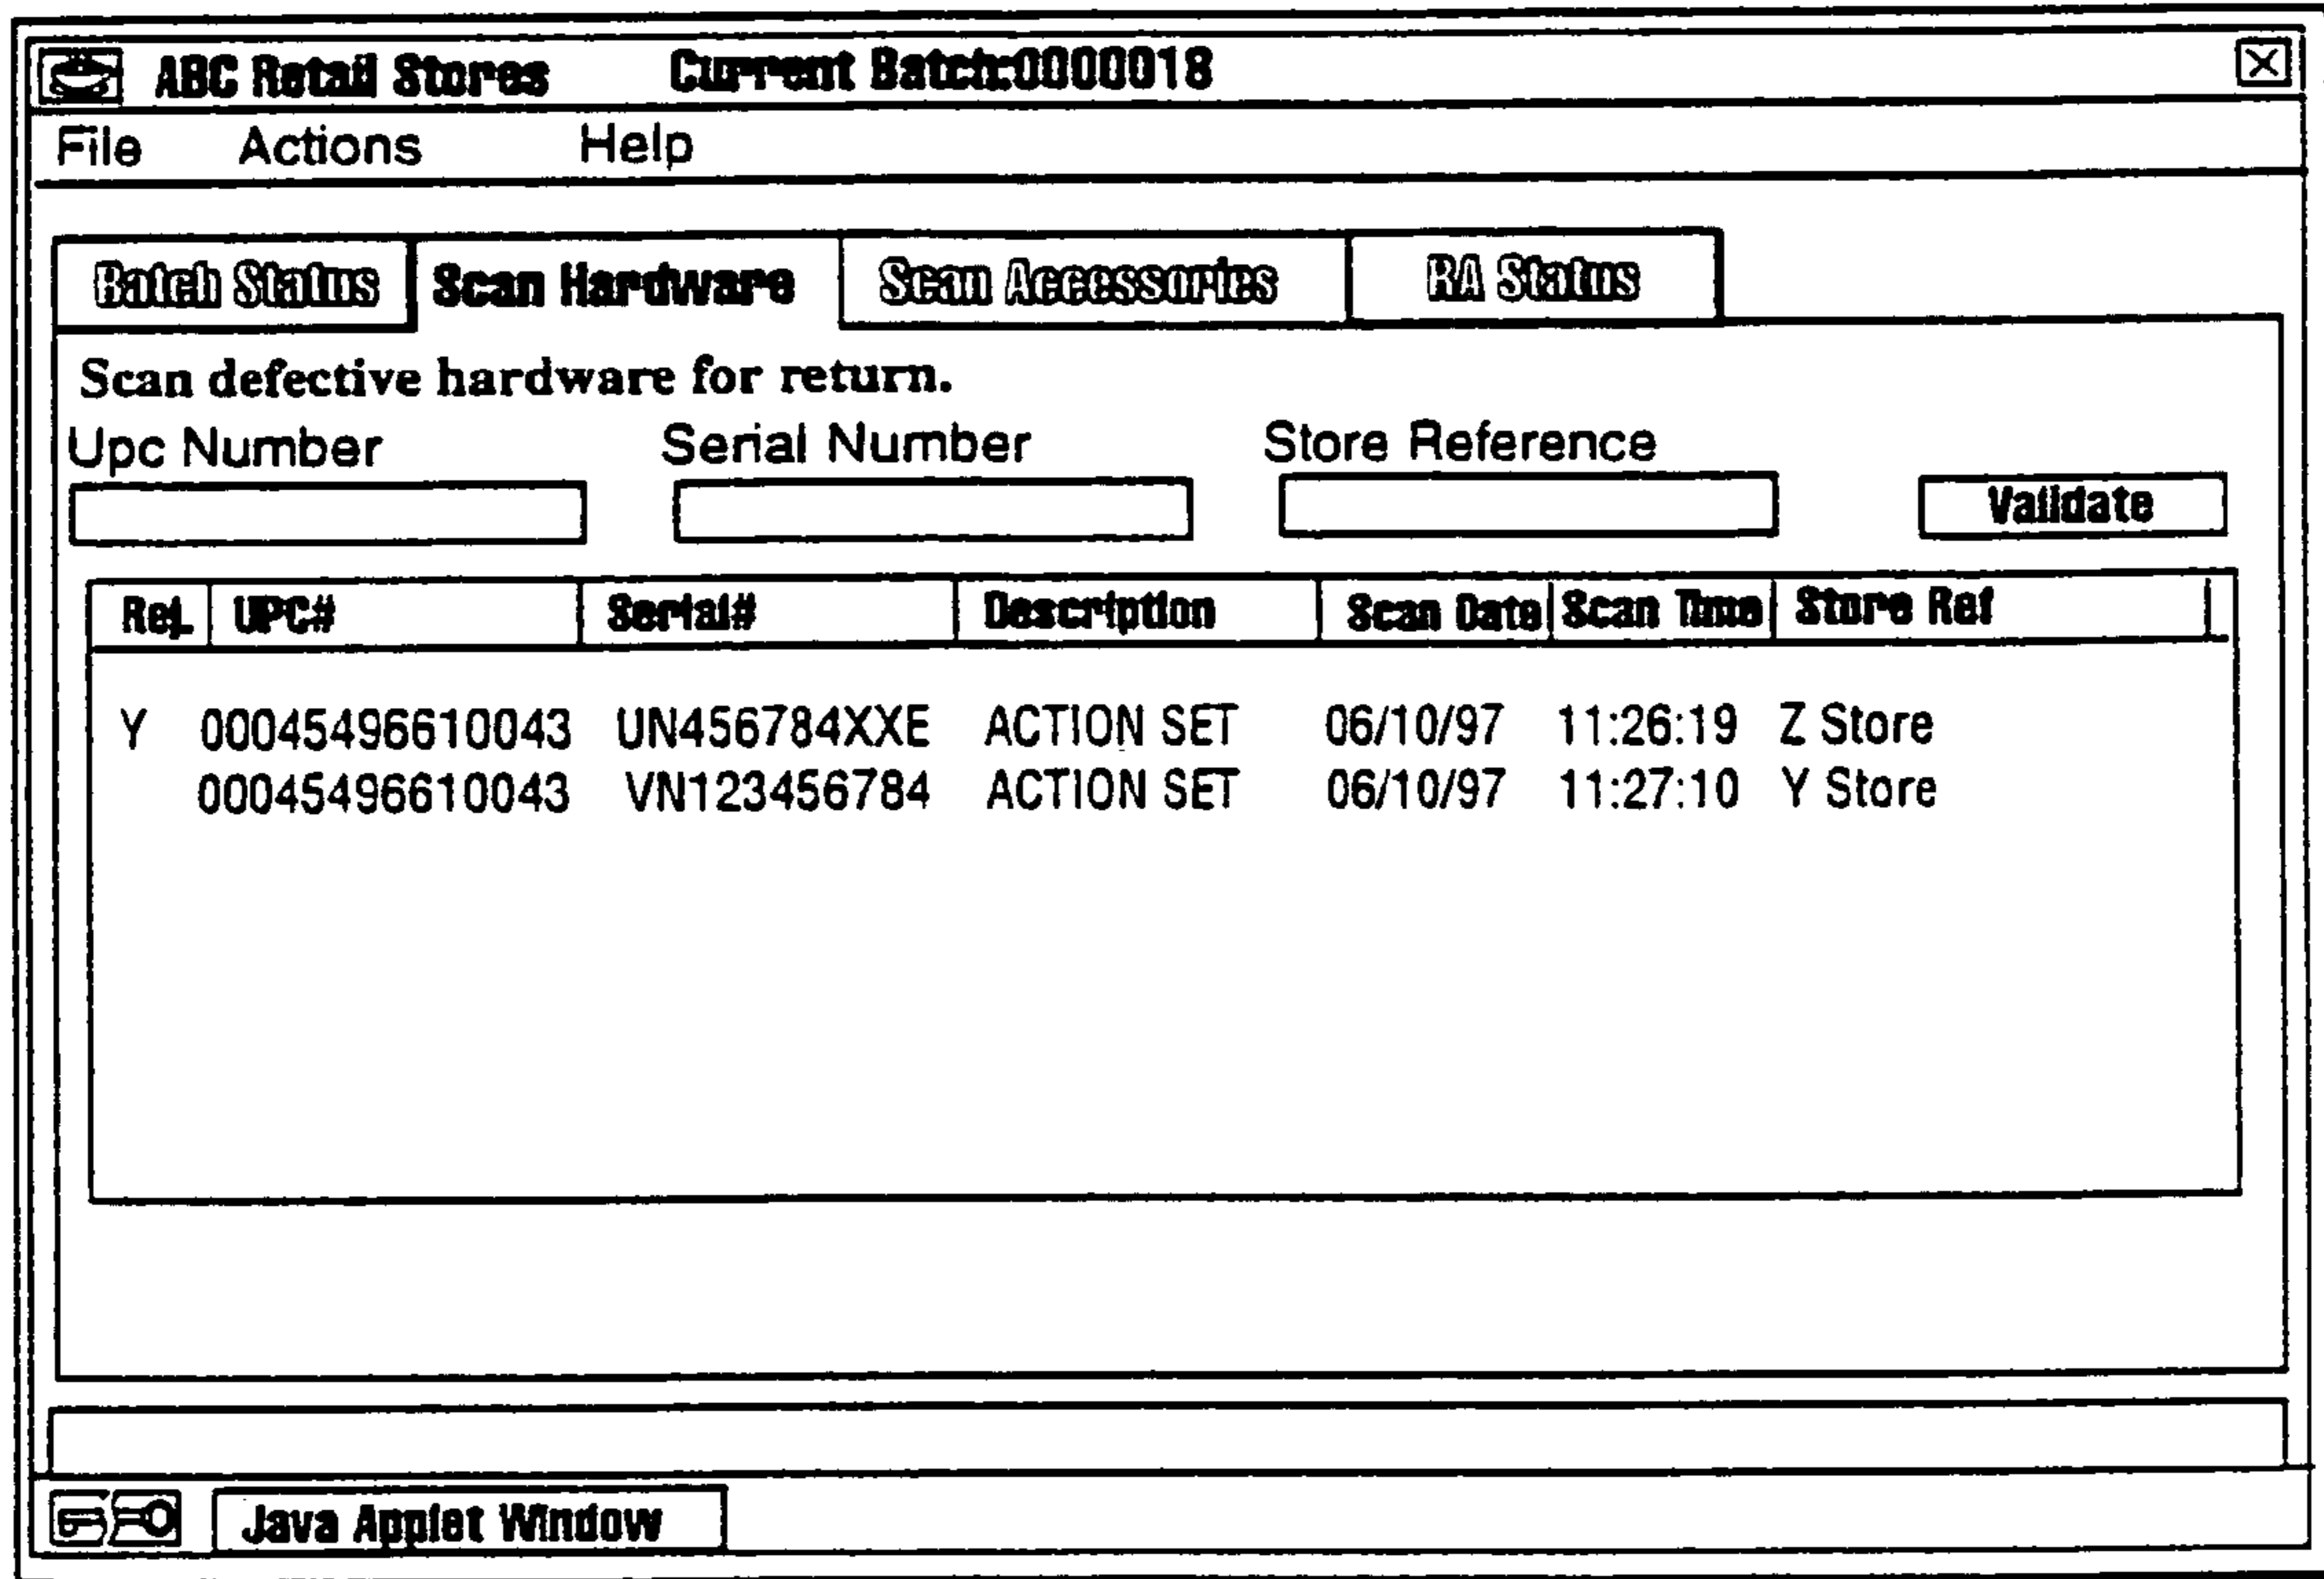 ABC Retail Stores Current Batch:0000018
File Actions Help
Batch Status Scan Hardware Scan Accessories RA Status
Scan defective hardware for return.
Upc Number Serial Number Store Reference
Validate
Rej. UPC# Serial# Description Scan Date Scan Time Store Ref
Y 00045496610043 UN456784XXE ACTION SET 06/10/97 11:26:19 Z Store
00045496610043 VN123456784 ACTION SET 06/10/97 11:27:10 Y Store
Java Applet Window